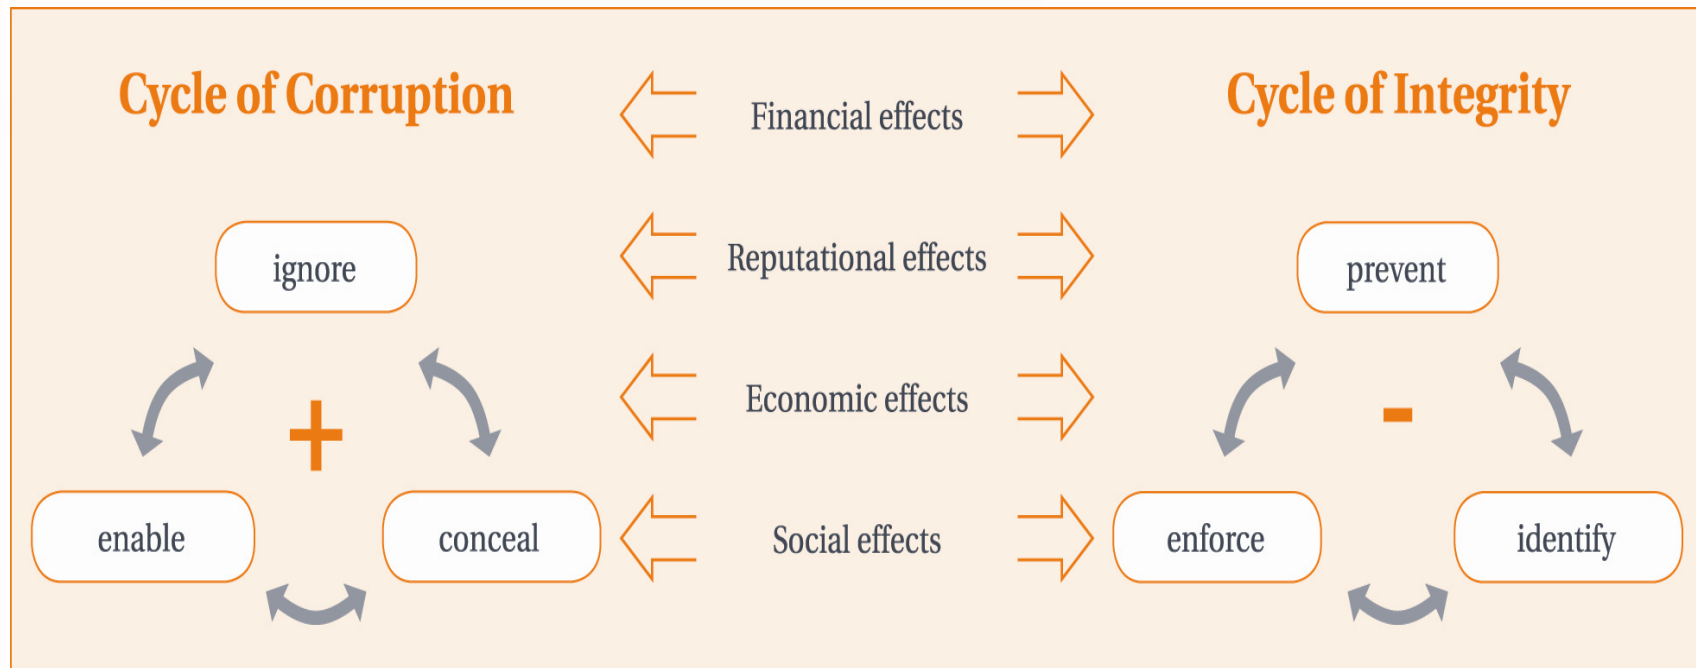 Cycle of Corruption
ignore
+
enable
conceal
Financial effects
Reputational effects
Economic effects
Social effects
Cycle of Integrity
prevent
-
enforce
identify